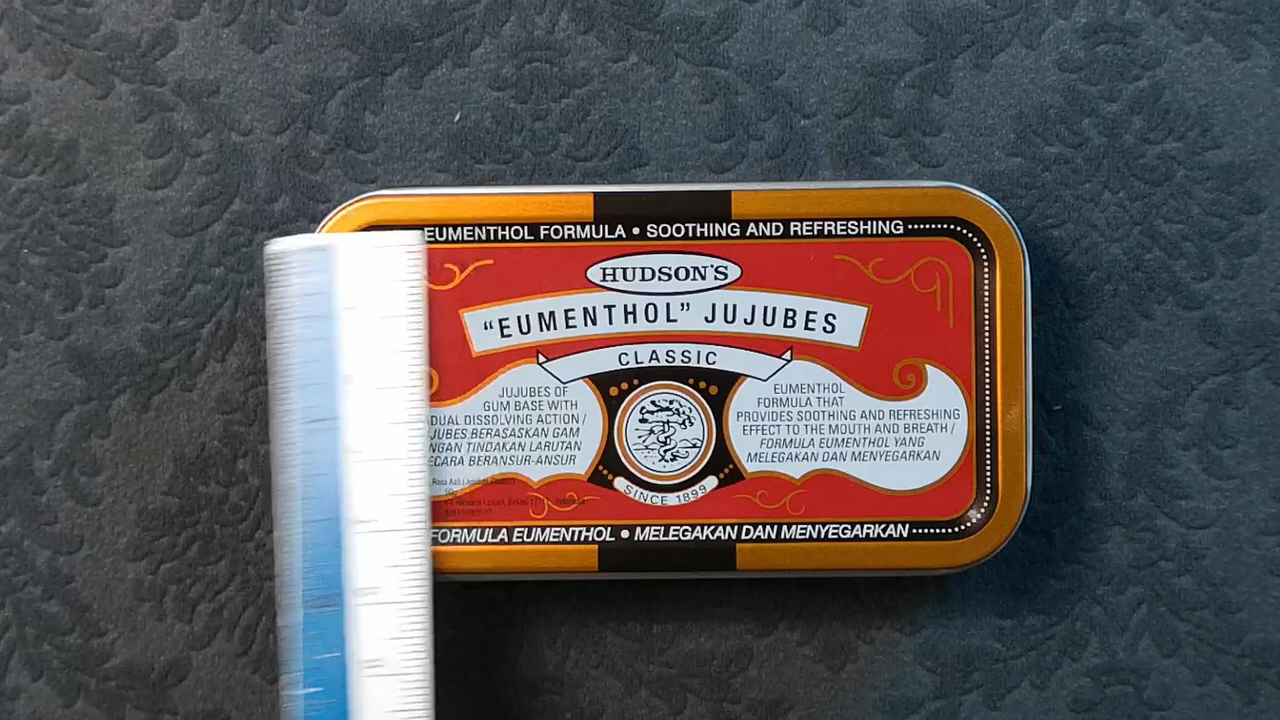 EUMENTHOL FORMULA • SOOTHING AND REFRESHING
HUDSON'S
"EUMENTHOL" JUJUBES
CLASSIC
JUJUBES OF
GUM BASE WITH
DUAL DISSOLVING ACTION /
JUBES BERASASKAN GAM
NGAN TINDAKAN LARUTAN
ECARA BERANSUR-ANSUR
EUMENTHOL
FORMULA THAT
PROVIDES SOOTHING AND REFRESHING
EFFECT TO THE MOUTH AND BREATH /
FORMULA EUMENTHOL YANG
MELEGAKAN DAN MENYEGARKAN
SINCE 1899
FORMULA EUMENTHOL • MELEGAKAN DAN MENYEGARKAN